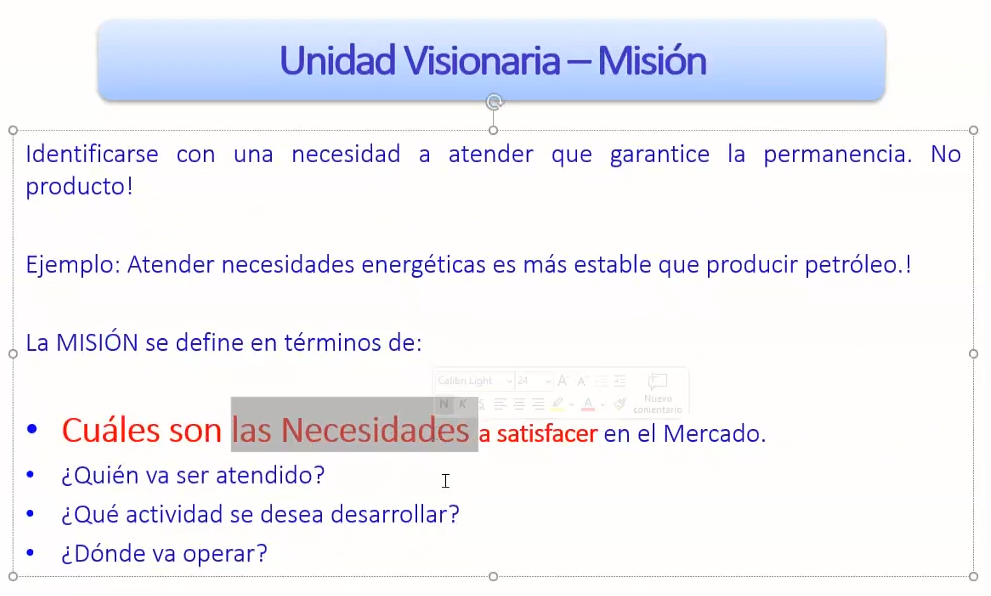 Unidad Visionaria – Misión
Identificarse con una necesidad a atender que garantice la permanencia. No
producto!
Ejemplo: Atender necesidades energéticas es más estable que producir petróleo.!
La MISIÓN se define en términos de:
Calibri Light 24 A A
N K S A Nuevo
comentario
• Cuáles son las Necesidades a satisfacer en el Mercado.
• ¿Quién va ser atendido?
• ¿Qué actividad se desea desarrollar?
• ¿Dónde va operar?